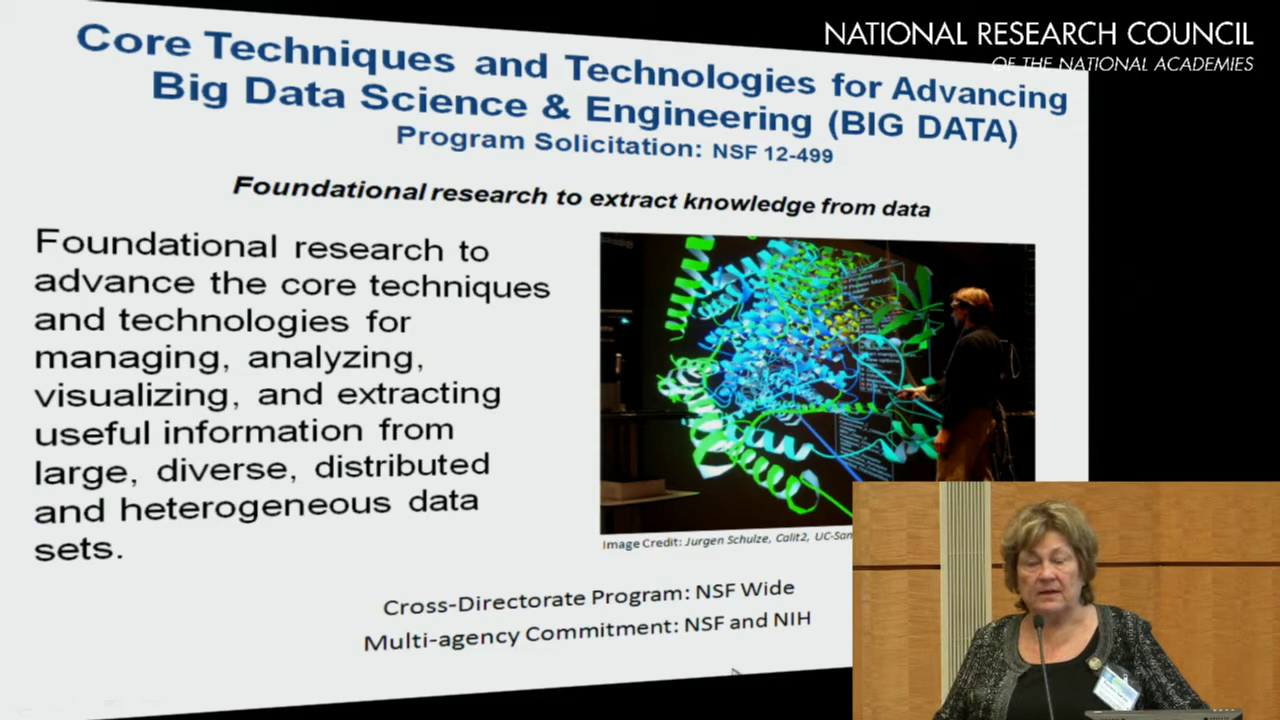 NATIONAL RESEARCH COUNCIL
OF THE NATIONAL ACADEMIES
Core Techniques and Technologies for Advancing
Big Data Science & Engineering (BIG DATA)
Program Solicitation: NSF 12-499
Foundational research to extract knowledge from data
Foundational research to
advance the core techniques
and technologies for
managing, analyzing,
visualizing, and extracting
useful information from
large, diverse, distributed
and heterogeneous data
sets.
Image Credit: Jurgen Schulze, Calit2, UC-San
Cross-Directorate Program: NSF Wide
Multi-agency Commitment: NSF and NIH